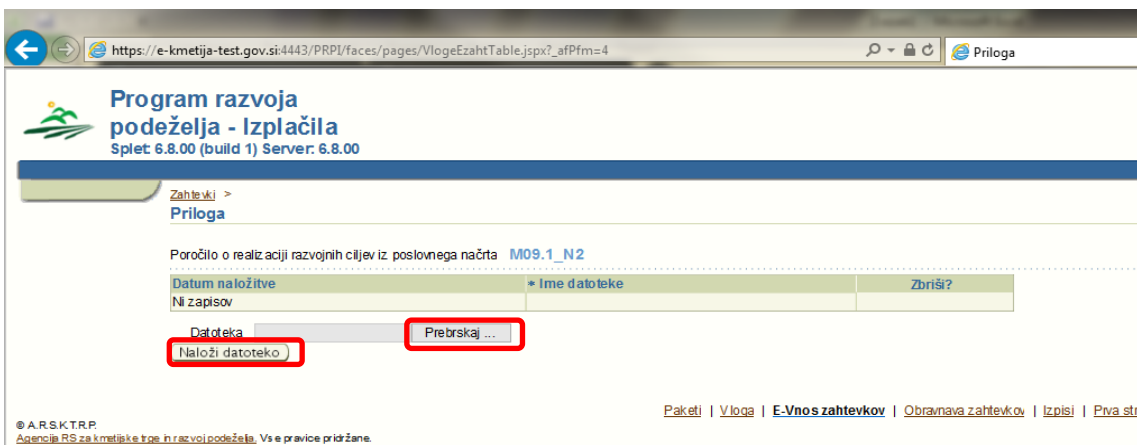 https://e-kmetija-test.gov.si:4443/PRPI/faces/pages/VlogeEzahtTable.jspx?_afPfm=4
Priloga
Program razvoja
podeželja - Izplačila
Splet: 6.8.00 (build 1) Server: 6.8.00
Zahtevki >
Priloga
Poročilo o realizaciji razvojnih ciljev iz poslovnega načrta M09.1_N2
Datum naložitve * Ime datoteke Zbriši?
Ni zapisov
Datoteka Prebrskaj ...
Naloži datoteko
Paketi | Vloga | E-Vnos zahtevkov | Obravnava zahtevkov | Izpisi | Prva str
© A.R.S.K.T.R.P.
Agencija RS za kmetijske trge in razvoj podeželja. Vse pravice pridržane.